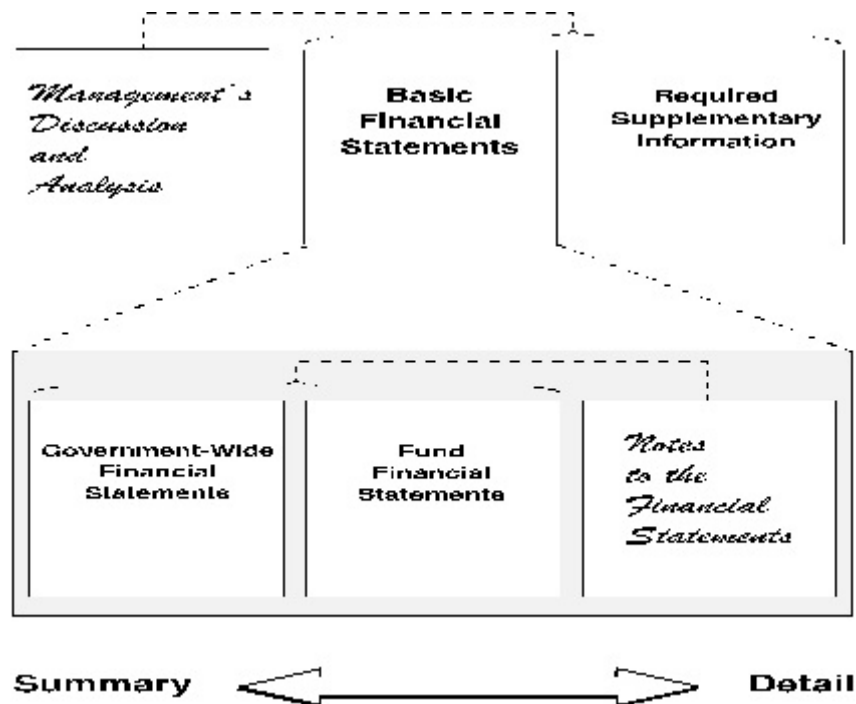 Management's
Discussion
and
Analysis
Basic
Financial
Statements
Required
Supplementary
Information
Government-Wide
Financial
Statements
Fund
Financial
Statements
Notes
to the
Financial
Statements
Summary
Detail